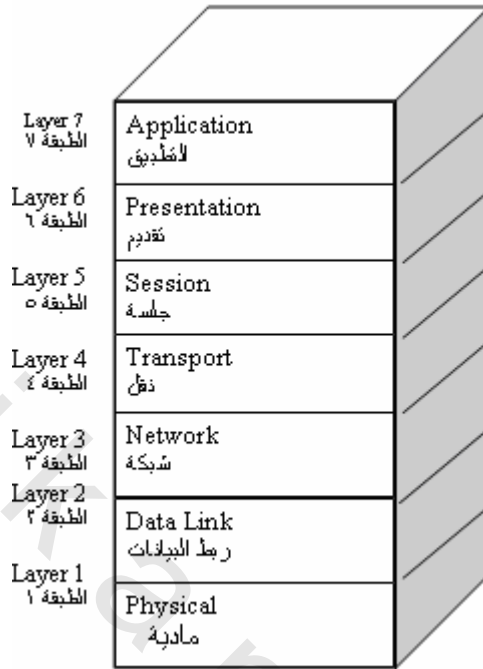 Layer 7
الطبقة ٧
Application
التطبيق
Layer 6
الطبقة ٦
Presentation
تقديم
Layer 5
الطبقة ٥
Session
جلسة
Layer 4
الطبقة ٤
Transport
نقل
Layer 3
الطبقة ٣
Network
شبكة
Layer 2
الطبقة ٢
Data Link
ربط البيانات
Layer 1
الطبقة ١
Physical
مادية